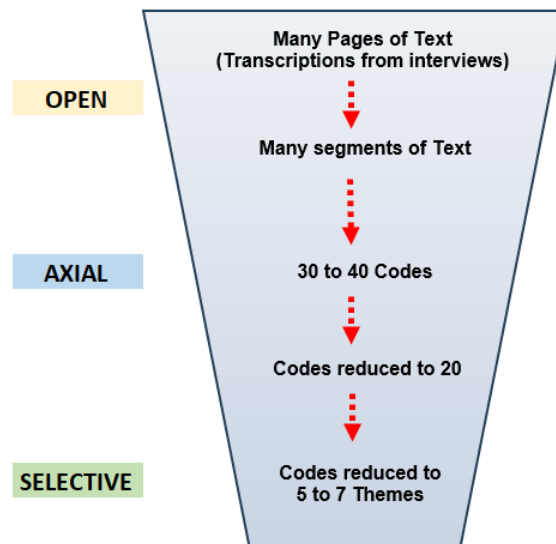 Many Pages of Text
(Transcriptions from interviews)
OPEN
Many segments of Text
AXIAL
30 to 40 Codes
Codes reduced to 20
SELECTIVE
Codes reduced to
5 to 7 Themes